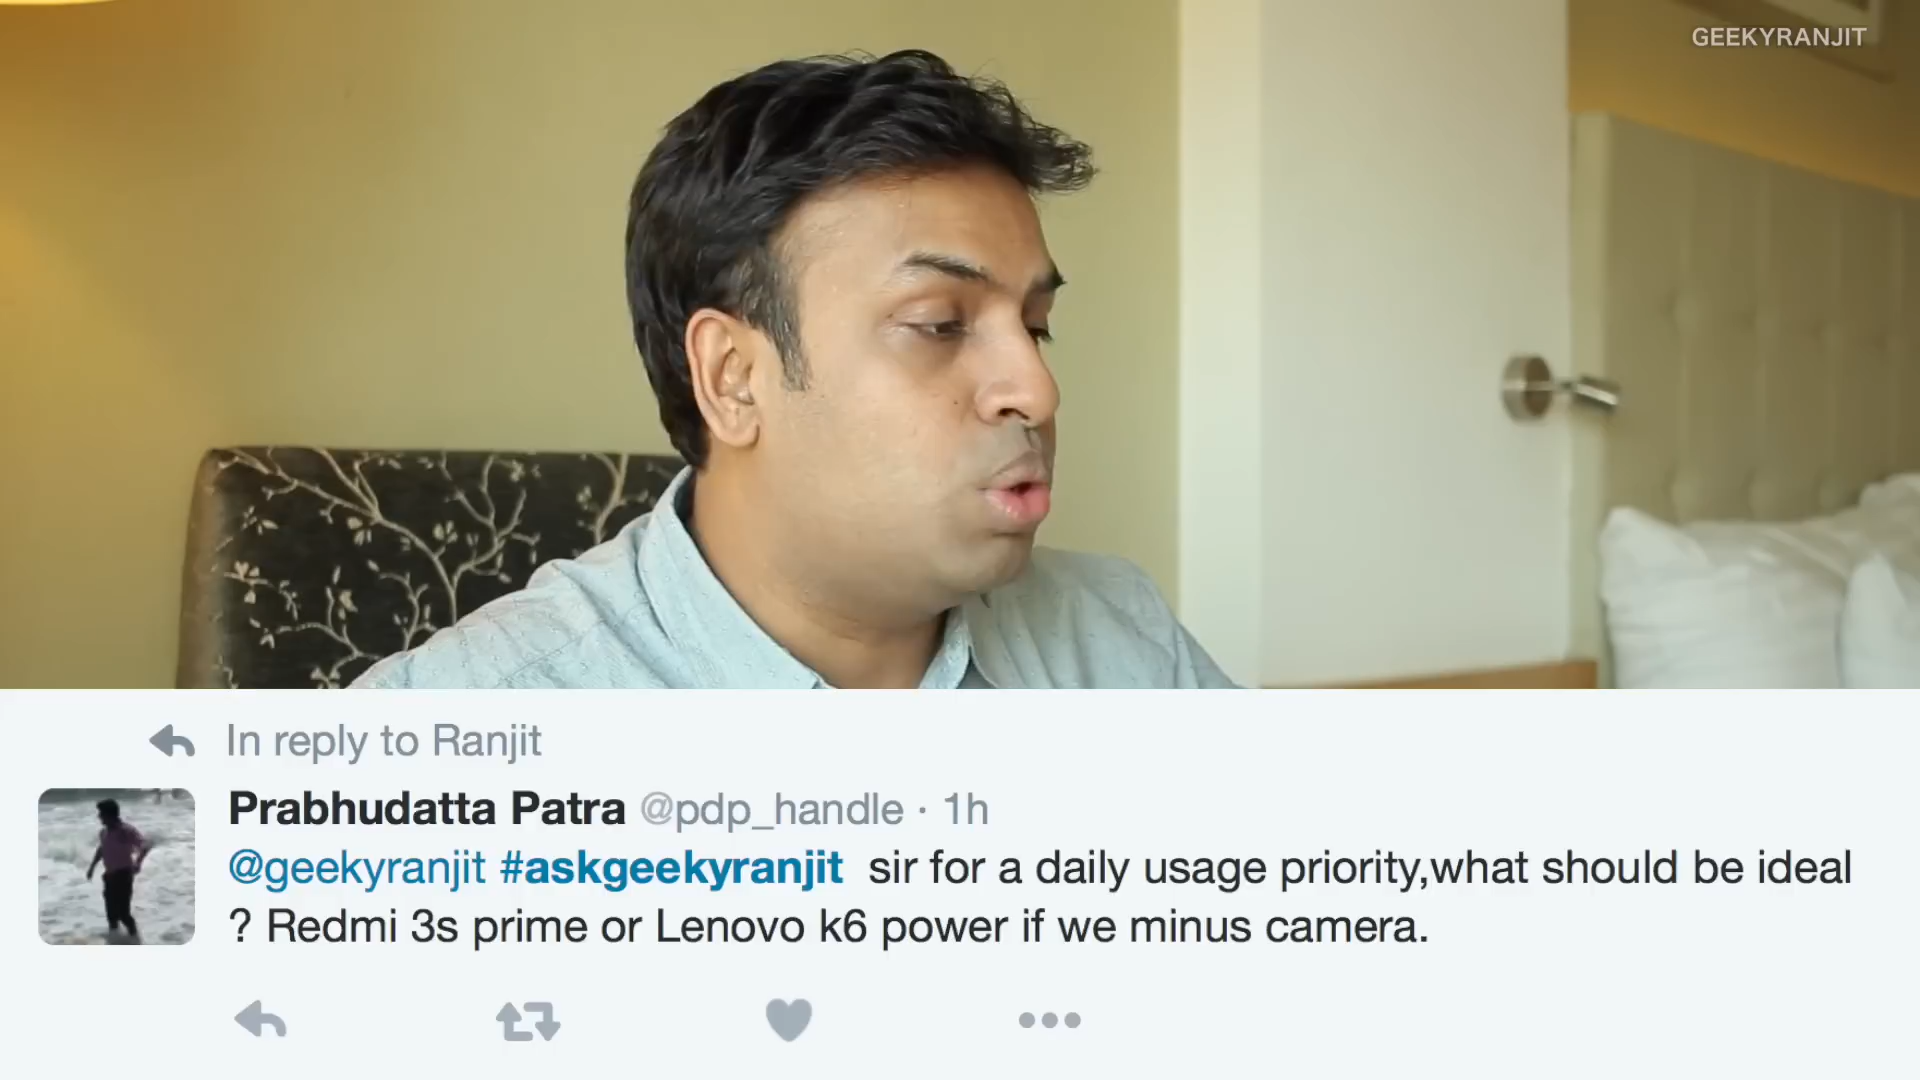 GEEKYRANJIT
In reply to Ranjit
Prabhudatta Patra @pdp_handle · 1h
@geekyranjit #askgeekyranjit sir for a daily usage priority,what should be ideal
? Redmi 3s prime or Lenovo k6 power if we minus camera.